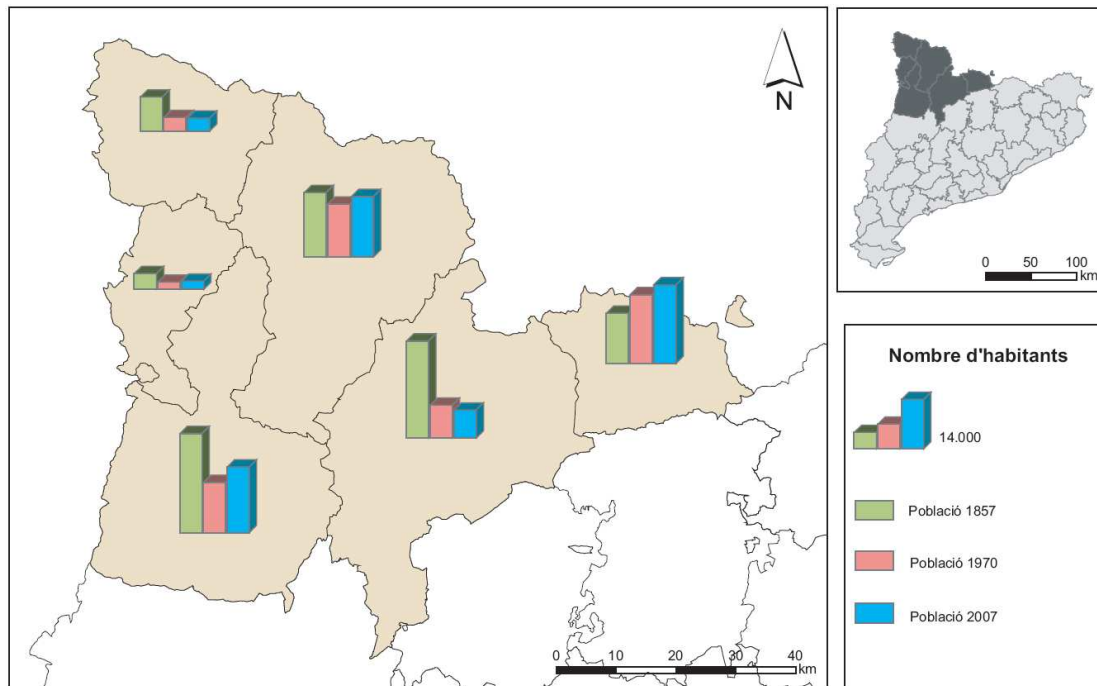 N
0 50 100
km
Nombre d'habitants
14.000
Població 1857
Població 1970
Població 2007
0 10 20 30 40
km